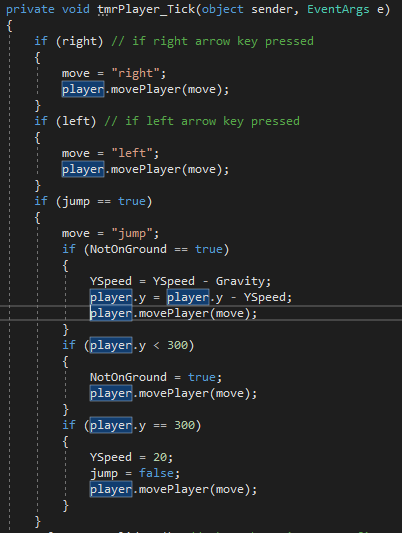 private void tmrPlayer_Tick(object sender, EventArgs e)
{
if (right) // if right arrow key pressed
{
move = "right";
player.movePlayer(move);
}
if (left) // if left arrow key pressed
{
move = "left";
player.movePlayer(move);
}
if (jump == true)
{
move = "jump";
if (NotOnGround == true)
{
YSpeed = YSpeed - Gravity;
player.y = player.y - YSpeed;
player.movePlayer(move);
}
if (player.y < 300)
{
NotOnGround = true;
player.movePlayer(move);
}
if (player.y == 300)
{
YSpeed = 20;
jump = false;
player.movePlayer(move);
}
}